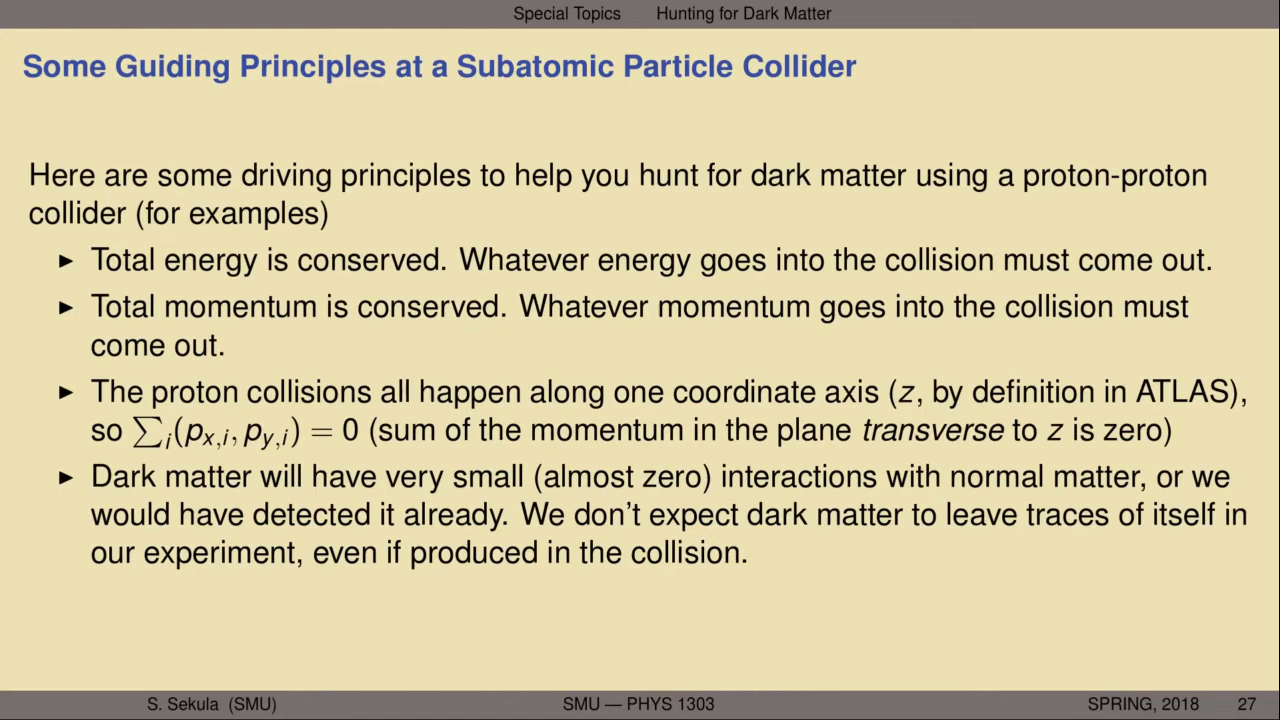 Special Topics Hunting for Dark Matter
Some Guiding Principles at a Subatomic Particle Collider
Here are some driving principles to help you hunt for dark matter using a proton-proton
collider (for examples)
▶ Total energy is conserved. Whatever energy goes into the collision must come out.
▶ Total momentum is conserved. Whatever momentum goes into the collision must
come out.
▶ The proton collisions all happen along one coordinate axis (z, by definition in ATLAS),
so ∑_i(p_{x,i}, p_{y,i}) = 0 (sum of the momentum in the plane transverse to z is zero)
▶ Dark matter will have very small (almost zero) interactions with normal matter, or we
would have detected it already. We don't expect dark matter to leave traces of itself in
our experiment, even if produced in the collision.
S. Sekula (SMU) SMU — PHYS 1303 SPRING, 2018 27